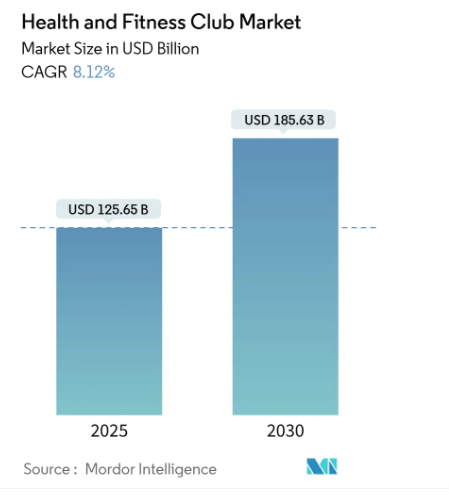 Health and Fitness Club Market
Market Size in USD Billion
CAGR 8.12%
USD 185.63 B
USD 125.65 B
2025
2030
Source : Mordor Intelligence